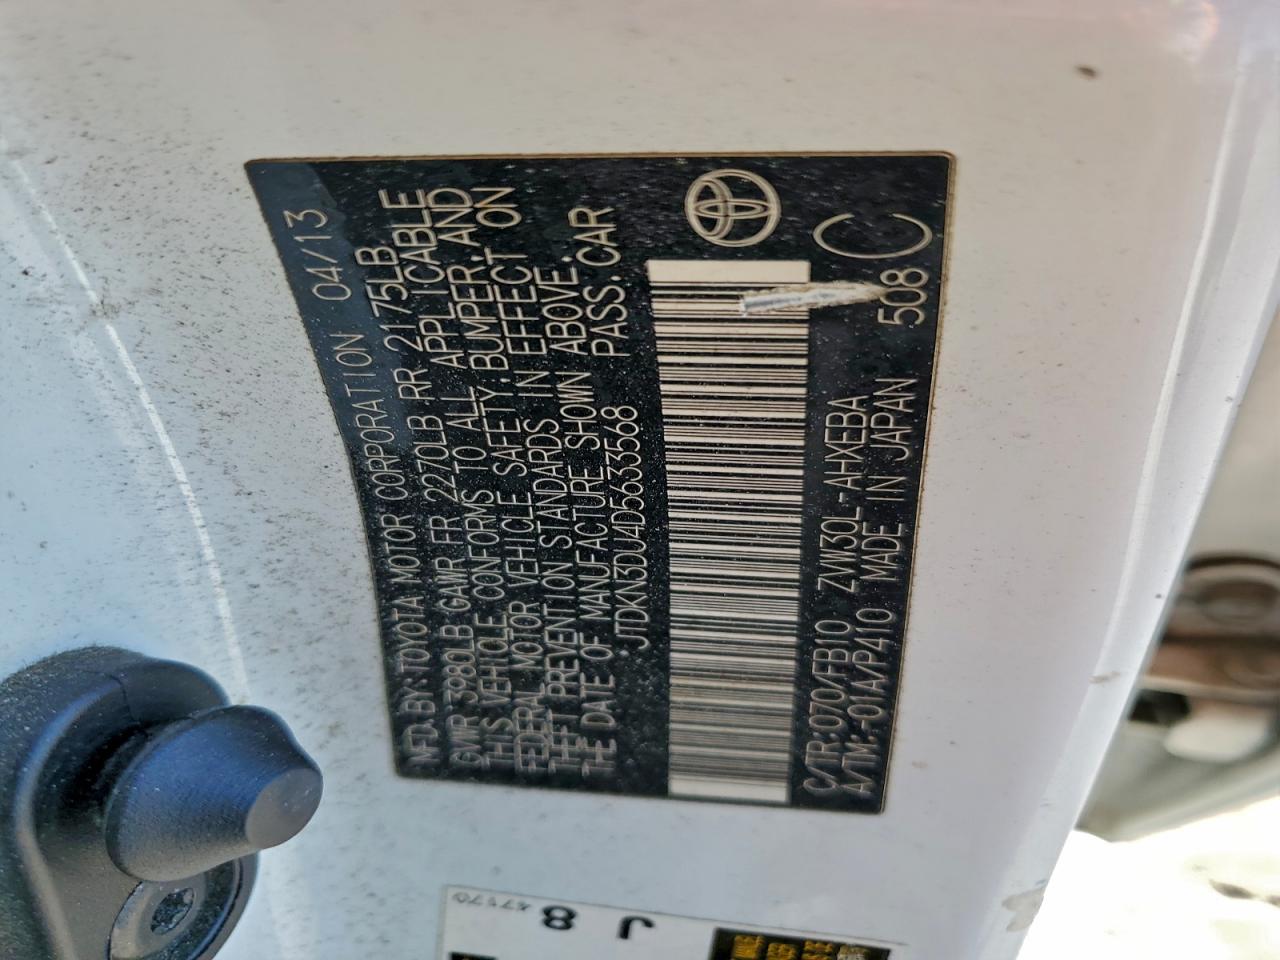 MFD.BY:TOYOTA MOTOR CORPORATION 04/13
GVWR 3980LB GAWR FR 2270LB RR 2175LB
THIS VEHICLE CONFORMS TO ALL APPLICABLE
FEDERAL MOTOR VEHICLE SAFETY,BUMPER,AND
THEFT PREVENTION STANDARDS IN EFFECT ON
THE DATE OF MANUFACTURE SHOWN ABOVE.
JTDKN3DU4D5633568 PASS.CAR
C/TR:070/FB10 ZVW30L-AHXEBA C
A/TM:-01A/P410 MADE IN JAPAN 508
J 8